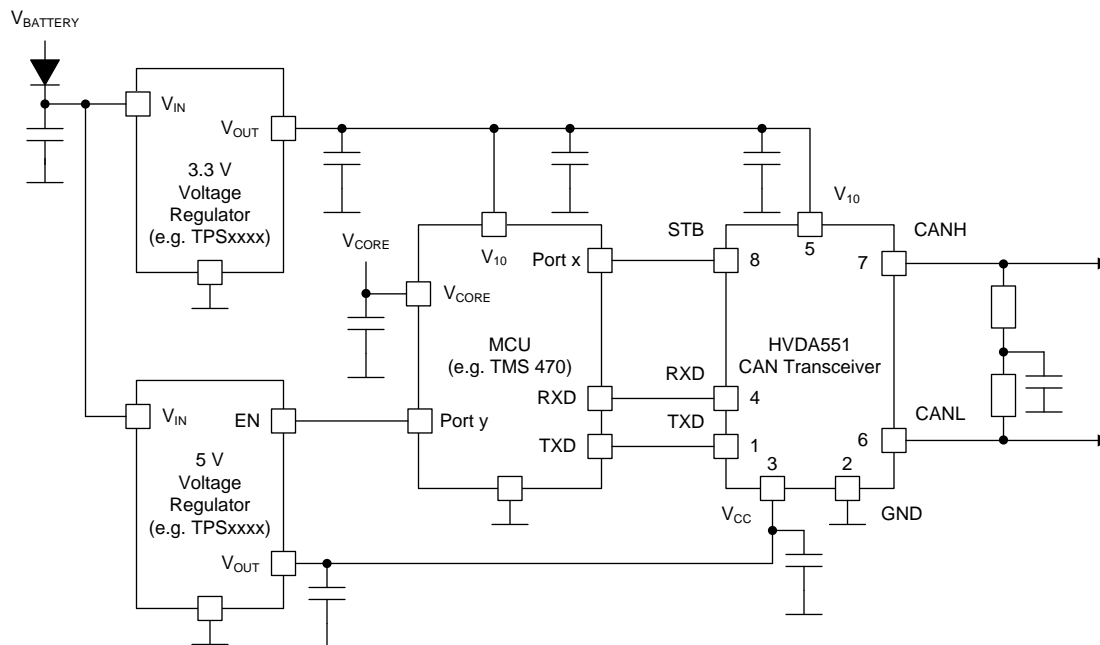 VBATTERY
VIN
VOUT
3.3 V
Voltage
Regulator
(e.g. TPSxxxx)
VCORE
V10
Port x
VCORE
MCU
(e.g. TMS 470)
RXD
TXD
Port y
STB
8
V10
5
CANH
7
HVDA551
CAN Transceiver
RXD
4
TXD
1
CANL
6
3
2
VCC
GND
VIN
EN
5 V
Voltage
Regulator
(e.g. TPSxxxx)
VOUT